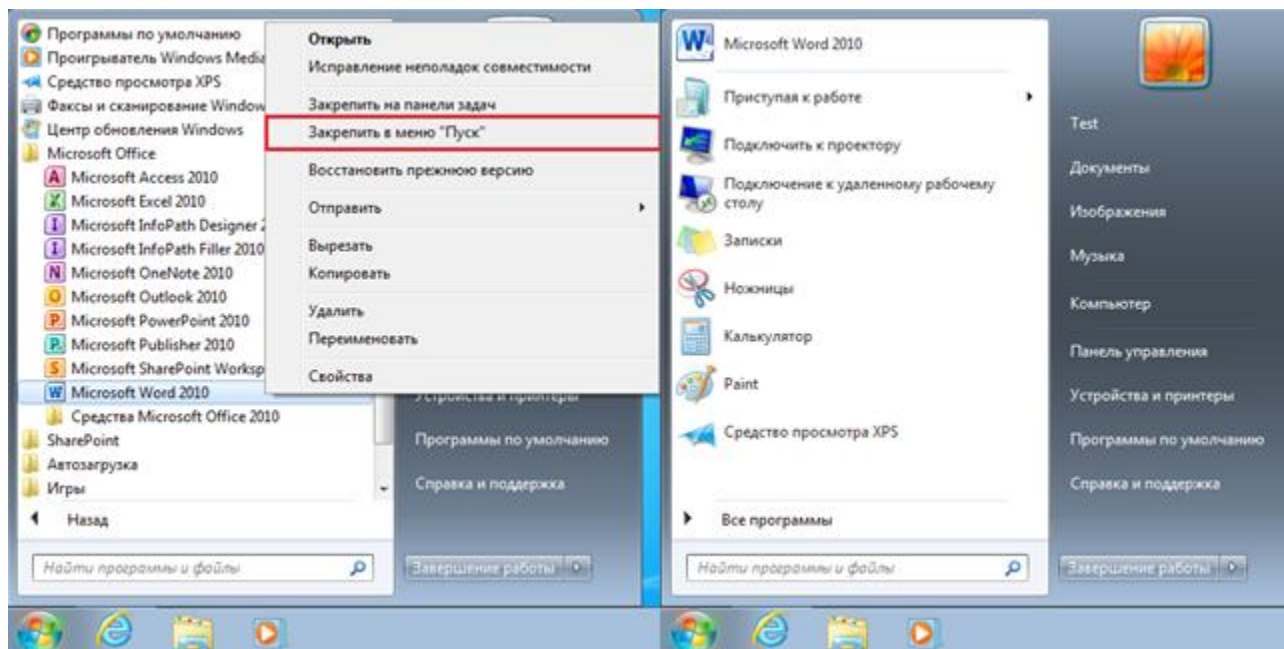 Программы по умолчанию
Проигрыватель Windows Media
Средство просмотра XPS
Факсы и сканирование Window
Центр обновления Windows
Microsoft Office
Microsoft Access 2010
Microsoft Excel 2010
Microsoft InfoPath Designer 2
Microsoft InfoPath Filler 2010
Microsoft OneNote 2010
Microsoft Outlook 2010
Microsoft PowerPoint 2010
Microsoft Publisher 2010
Microsoft SharePoint Worksp
Microsoft Word 2010
Средства Microsoft Office 2010
SharePoint
Автозагрузка
Игры
Назад
Найти программы и файлы
Открыть
Исправление неполадок совместимости
Закрепить на панели задач
Закрепить в меню "Пуск"
Восстановить прежнюю версию
Отправить
Вырезать
Копировать
Удалить
Переименовать
Свойства
Устройства и принтеры
Программы по умолчанию
Справка и поддержка
Завершение работы
Microsoft Word 2010
Приступая к работе
Подключить к проектору
Подключение к удаленному рабочему
столу
Записки
Ножницы
Калькулятор
Paint
Средство просмотра XPS
Все программы
Найти программы и файлы
Test
Документы
Изображения
Музыка
Компьютер
Панель управления
Устройства и принтеры
Программы по умолчанию
Справка и поддержка
Завершение работы